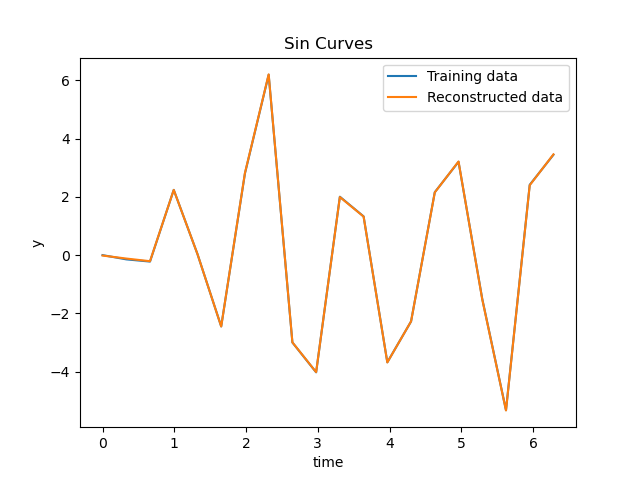 Sin Curves
Training data
Reconstructed data
6
4
2
0
−2
−4
y
0 1 2 3 4 5 6
time